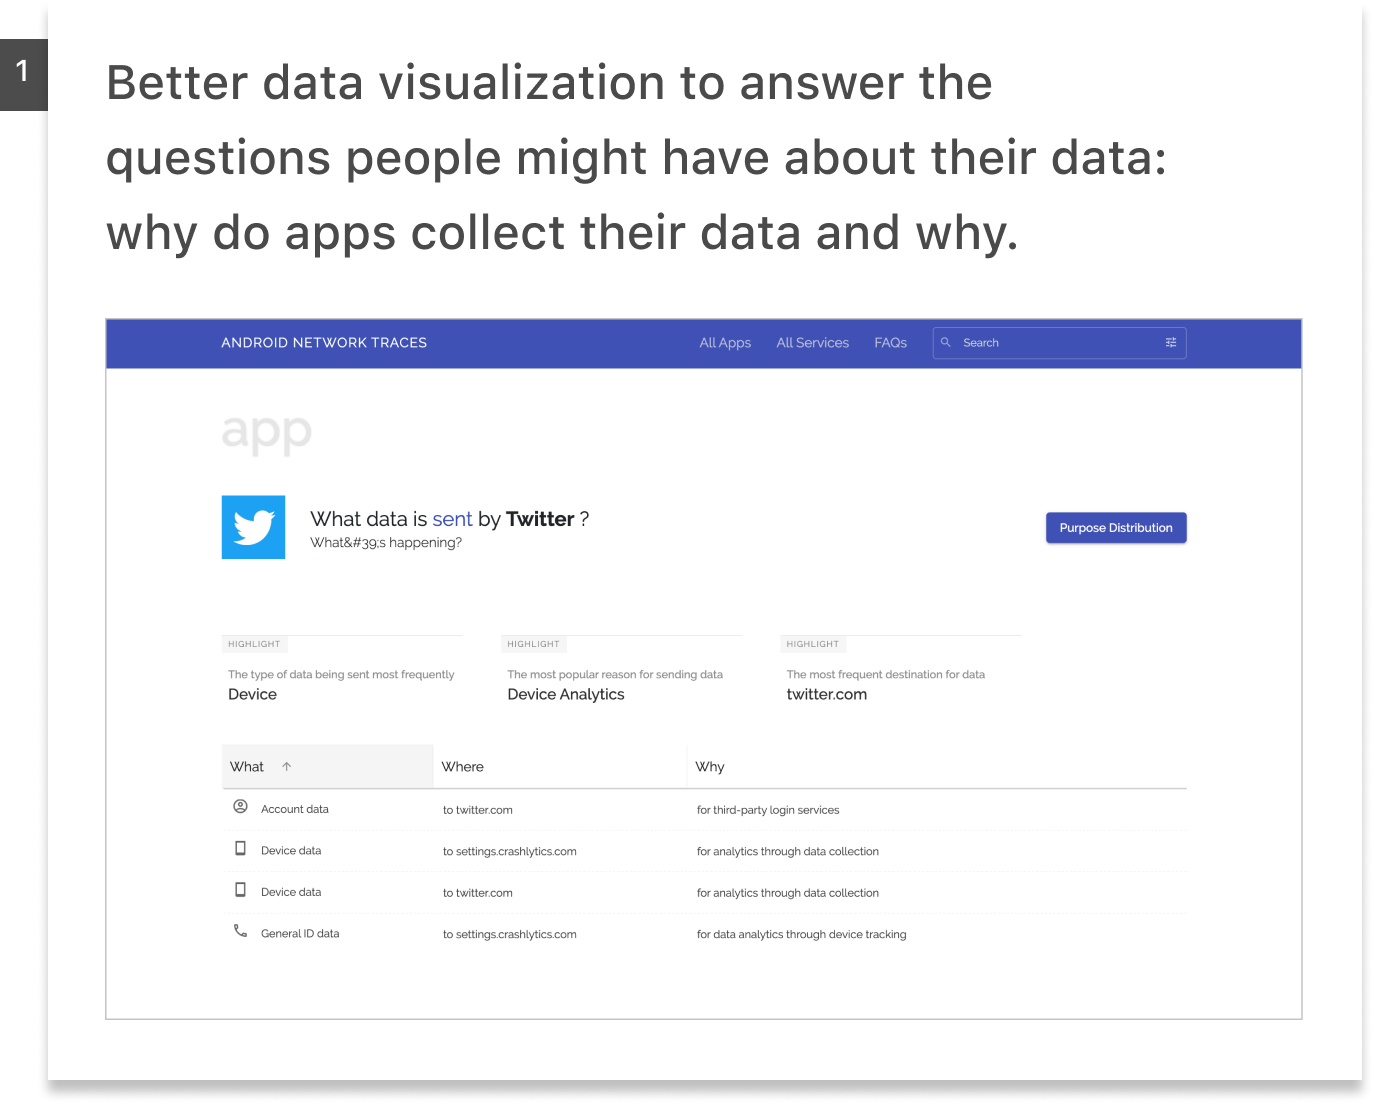 1
Better data visualization to answer the
questions people might have about their data:
why do apps collect their data and why.
ANDROID NETWORK TRACES
All Apps
All Services
FAQs
Search
app
What data is sent by Twitter ?
What&#39;s happening?
Purpose Distribution
HIGHLIGHT
The type of data being sent most frequently
Device
HIGHLIGHT
The most popular reason for sending data
Device Analytics
HIGHLIGHT
The most frequent destination for data
twitter.com
What Where Why
Account data to twitter.com for third-party login services
Device data to settings.crashlytics.com for analytics through data collection
Device data to twitter.com for analytics through data collection
General ID data to settings.crashlytics.com for data analytics through device tracking